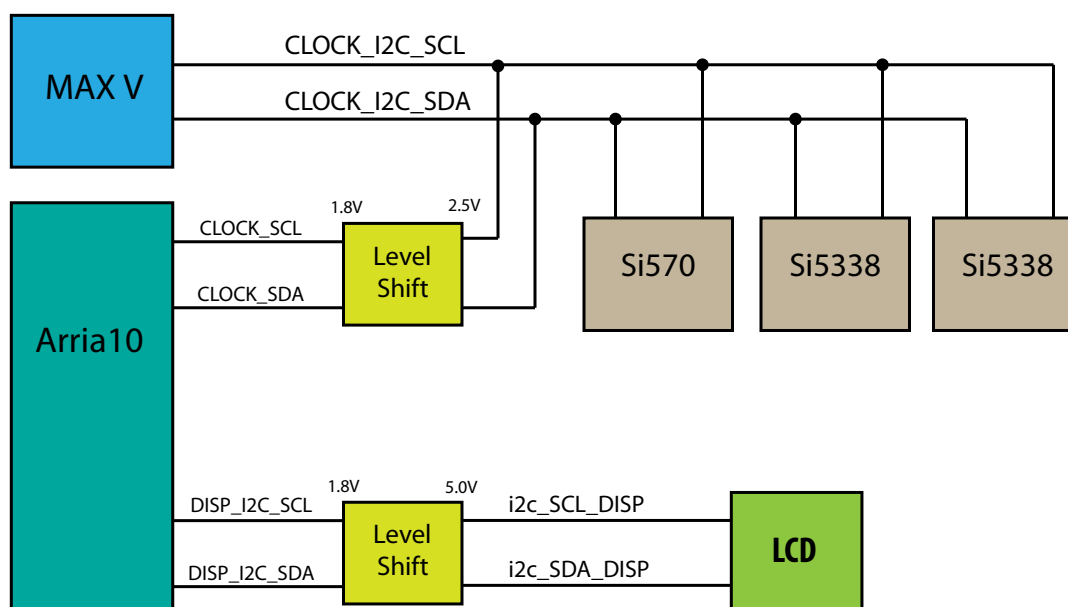 MAX V
CLOCK_I2C_SCL
CLOCK_I2C_SDA
Arria10
CLOCK_SCL
CLOCK_SDA
1.8V
2.5V
Level
Shift
Si570
Si5338
Si5338
DISP_I2C_SCL
DISP_I2C_SDA
1.8V
5.0V
Level
Shift
i2c_SCL_DISP
i2c_SDA_DISP
LCD